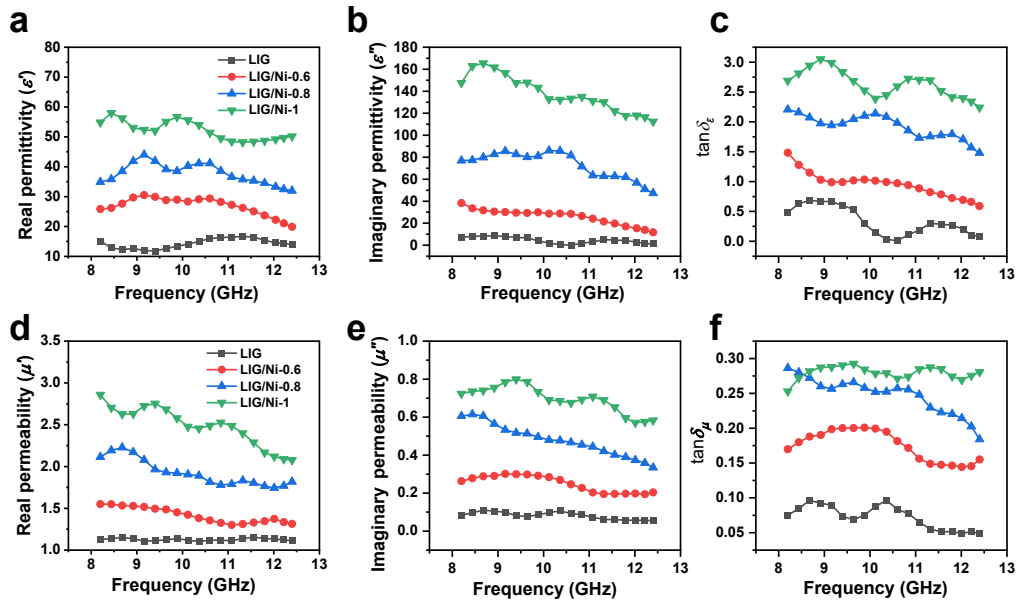 a
Real permittivity (ε')
80
70
60
50
40
30
20
10
LIG
LIG/Ni-0.6
LIG/Ni-0.8
LIG/Ni-1
8 9 10 11 12 13
Frequency (GHz)
b
Imaginary permittivity (ε'')
180
160
140
120
100
80
60
40
20
0
8 9 10 11 12 13
Frequency (GHz)
c
tanδε
3.0
2.5
2.0
1.5
1.0
0.5
0.0
8 9 10 11 12 13
Frequency (GHz)
d
Real permeability (μ')
3.5
3.0
2.5
2.0
1.5
1.0
LIG
LIG/Ni-0.6
LIG/Ni-0.8
LIG/Ni-1
8 9 10 11 12 13
Frequency (GHz)
e
Imaginary permeability (μ'')
1.0
0.8
0.6
0.4
0.2
0.0
8 9 10 11 12 13
Frequency (GHz)
f
tanδμ
0.30
0.25
0.20
0.15
0.10
0.05
8 9 10 11 12 13
Frequency (GHz)